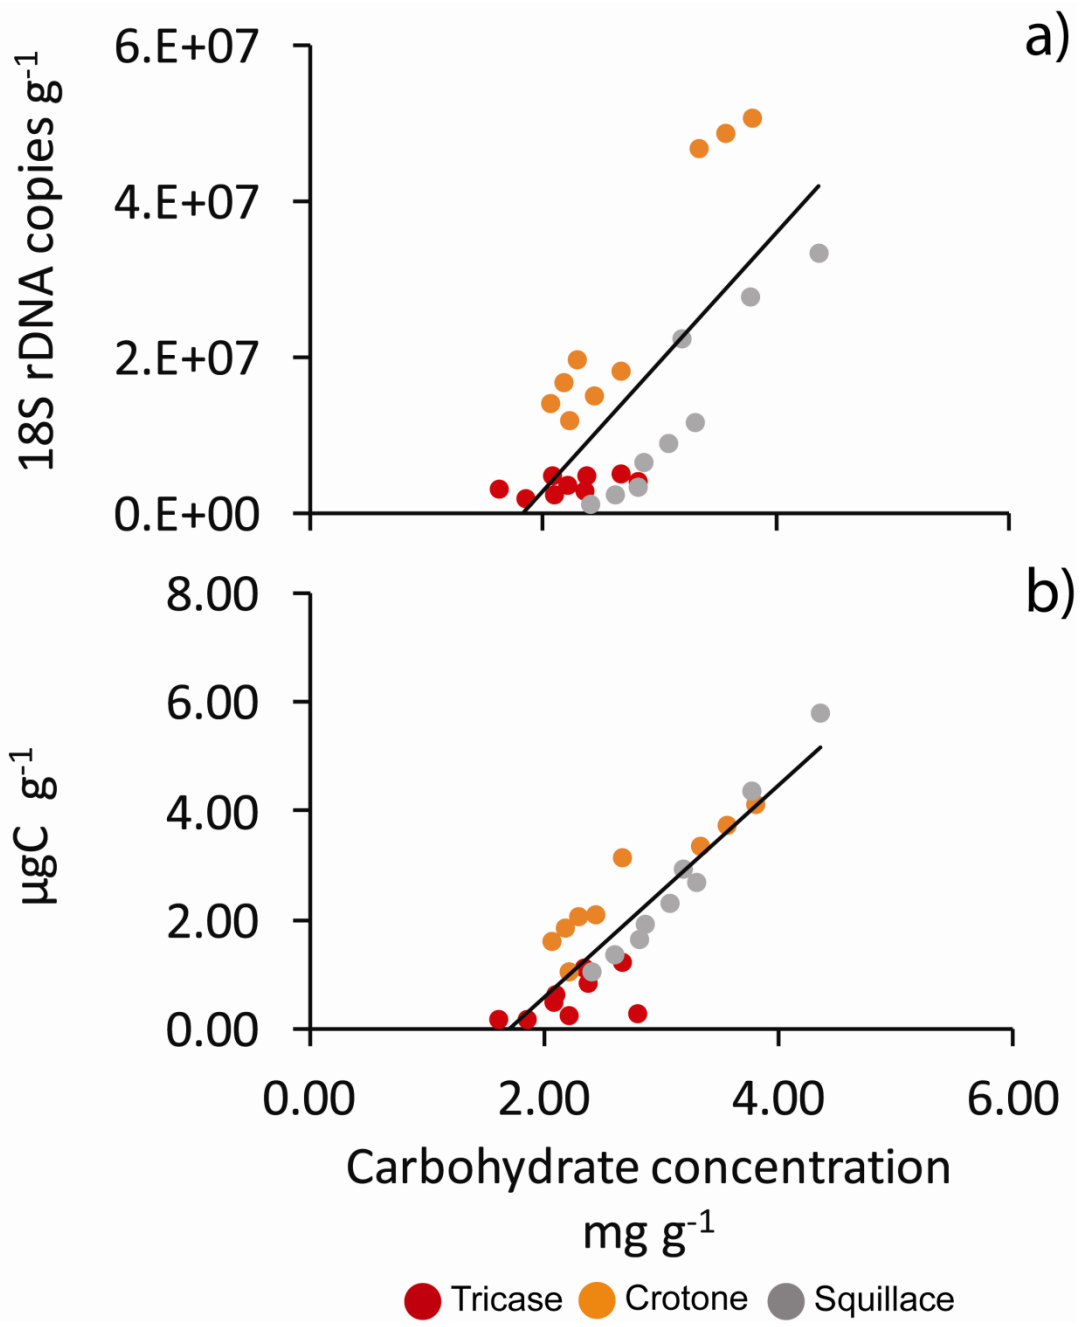 a)
6.E+07
4.E+07
2.E+07
0.E+00
18S rDNA copies g-1
b)
8.00
6.00
4.00
2.00
0.00
µgC g-1
0.00 2.00 4.00 6.00
Carbohydrate concentration
mg g-1
Tricase Crotone Squillace